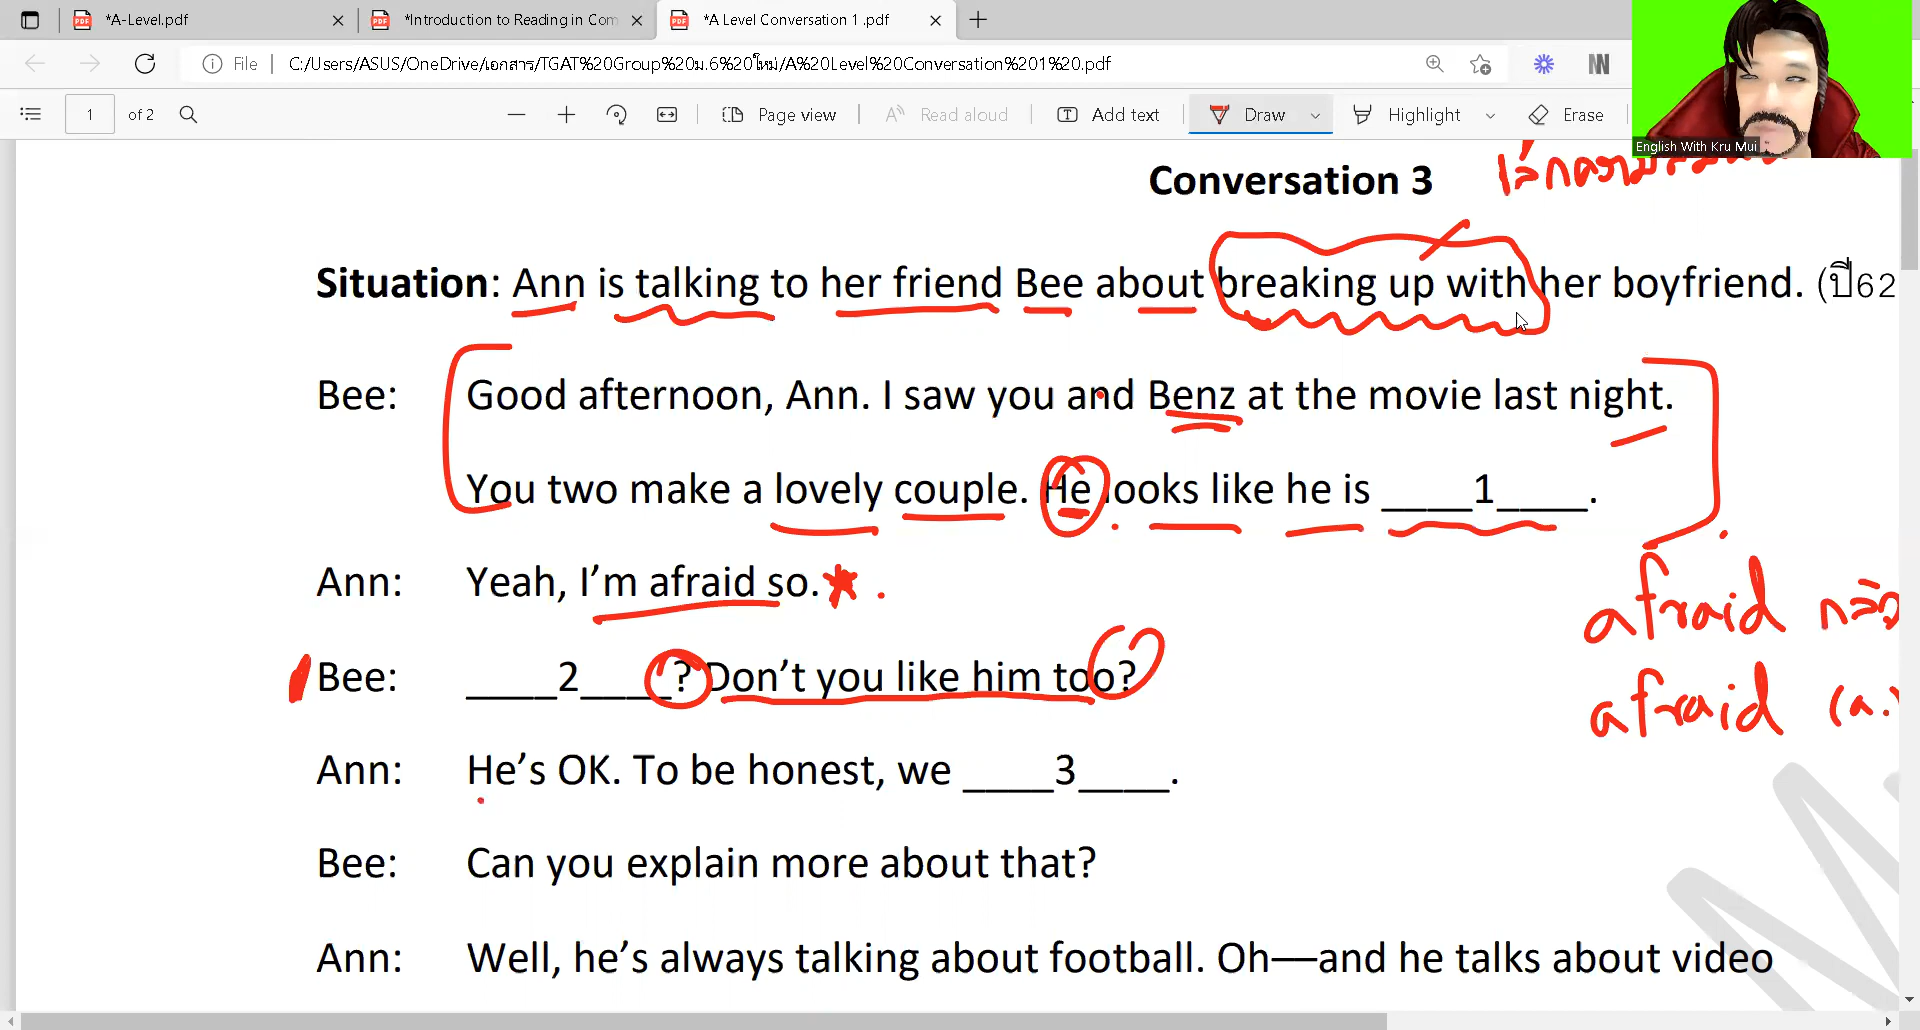 *A-Level.pdf
*Introduction to Reading in Com
*A Level Conversation 1 .pdf
File C:/Users/ASUS/OneDrive/เอกสาร/TGAT%20Group%20ม.6%20ใหม่/A%20Level%20Conversation%201%20.pdf
1 of 2 Page view Read aloud Add text Draw Highlight Erase
English With Kru Mui
Conversation 3
Situation: Ann is talking to her friend Bee about breaking up with her boyfriend. (ปี62
Bee: Good afternoon, Ann. I saw you and Benz at the movie last night.
You two make a lovely couple. He looks like he is ____1____.
Ann: Yeah, I’m afraid so.
afraid
Bee: ____2____? Don’t you like him too?
afraid (a.)
Ann: He’s OK. To be honest, we ____3____.
Bee: Can you explain more about that?
Ann: Well, he’s always talking about football. Oh—and he talks about video